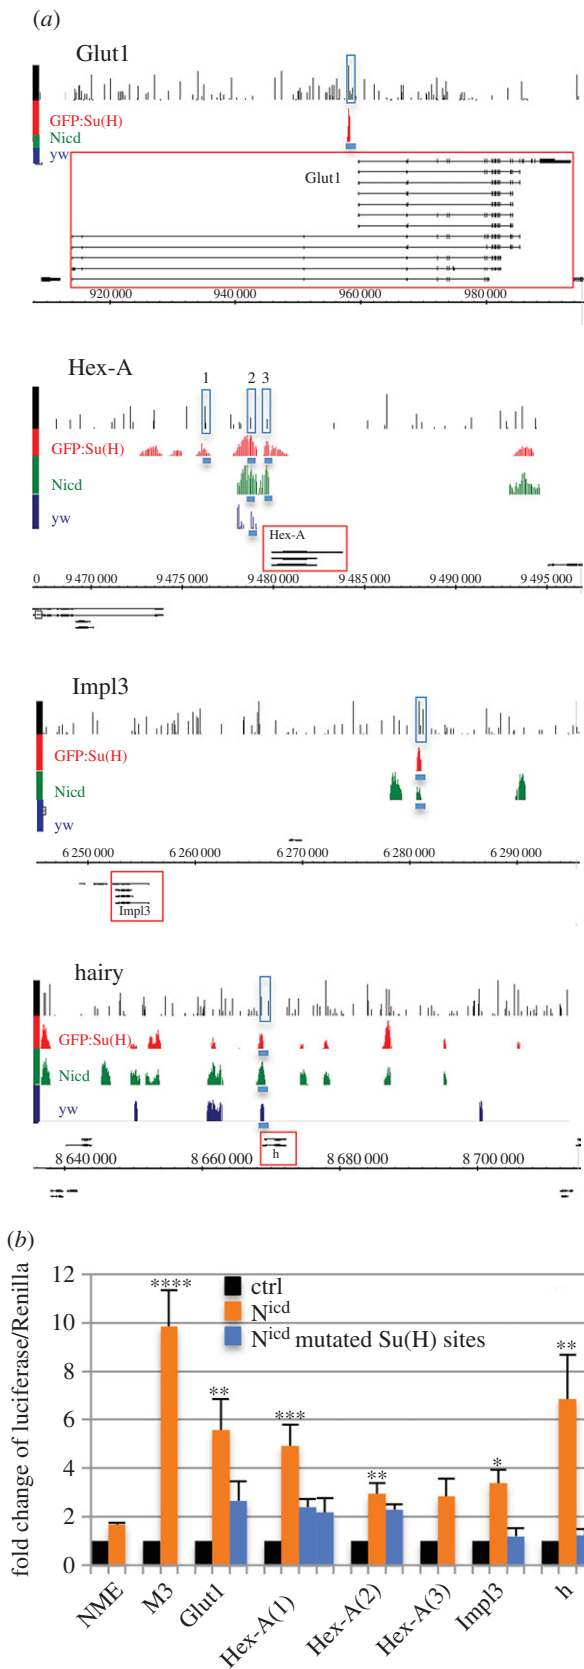 (a)
Glut1
GFP:Su(H)
Nicd
yw
Glut1
920 000 940 000 960 000 980 000
Hex-A
1 2 3
GFP:Su(H)
Nicd
yw
Hex-A
0 9 470 000 9 475 000 9 480 000 9 485 000 9 490 000 9 495 000
Impl3
GFP:Su(H)
Nicd
yw
6 250 000 6 260 000 6 270 000 6 280 000 6 290 000
Impl3
hairy
GFP:Su(H)
Nicd
yw
h
8 640 000 8 660 000 8 680 000 8 700 000
(b)
fold change of luciferase/Renilla
12
10
8
6
4
2
0
ctrl
Nicd
Nicd mutated Su(H) sites
**** ** *** ** * **
NME M3 Glut1 Hex-A(1) Hex-A(2) Hex-A(3) Impl3 h